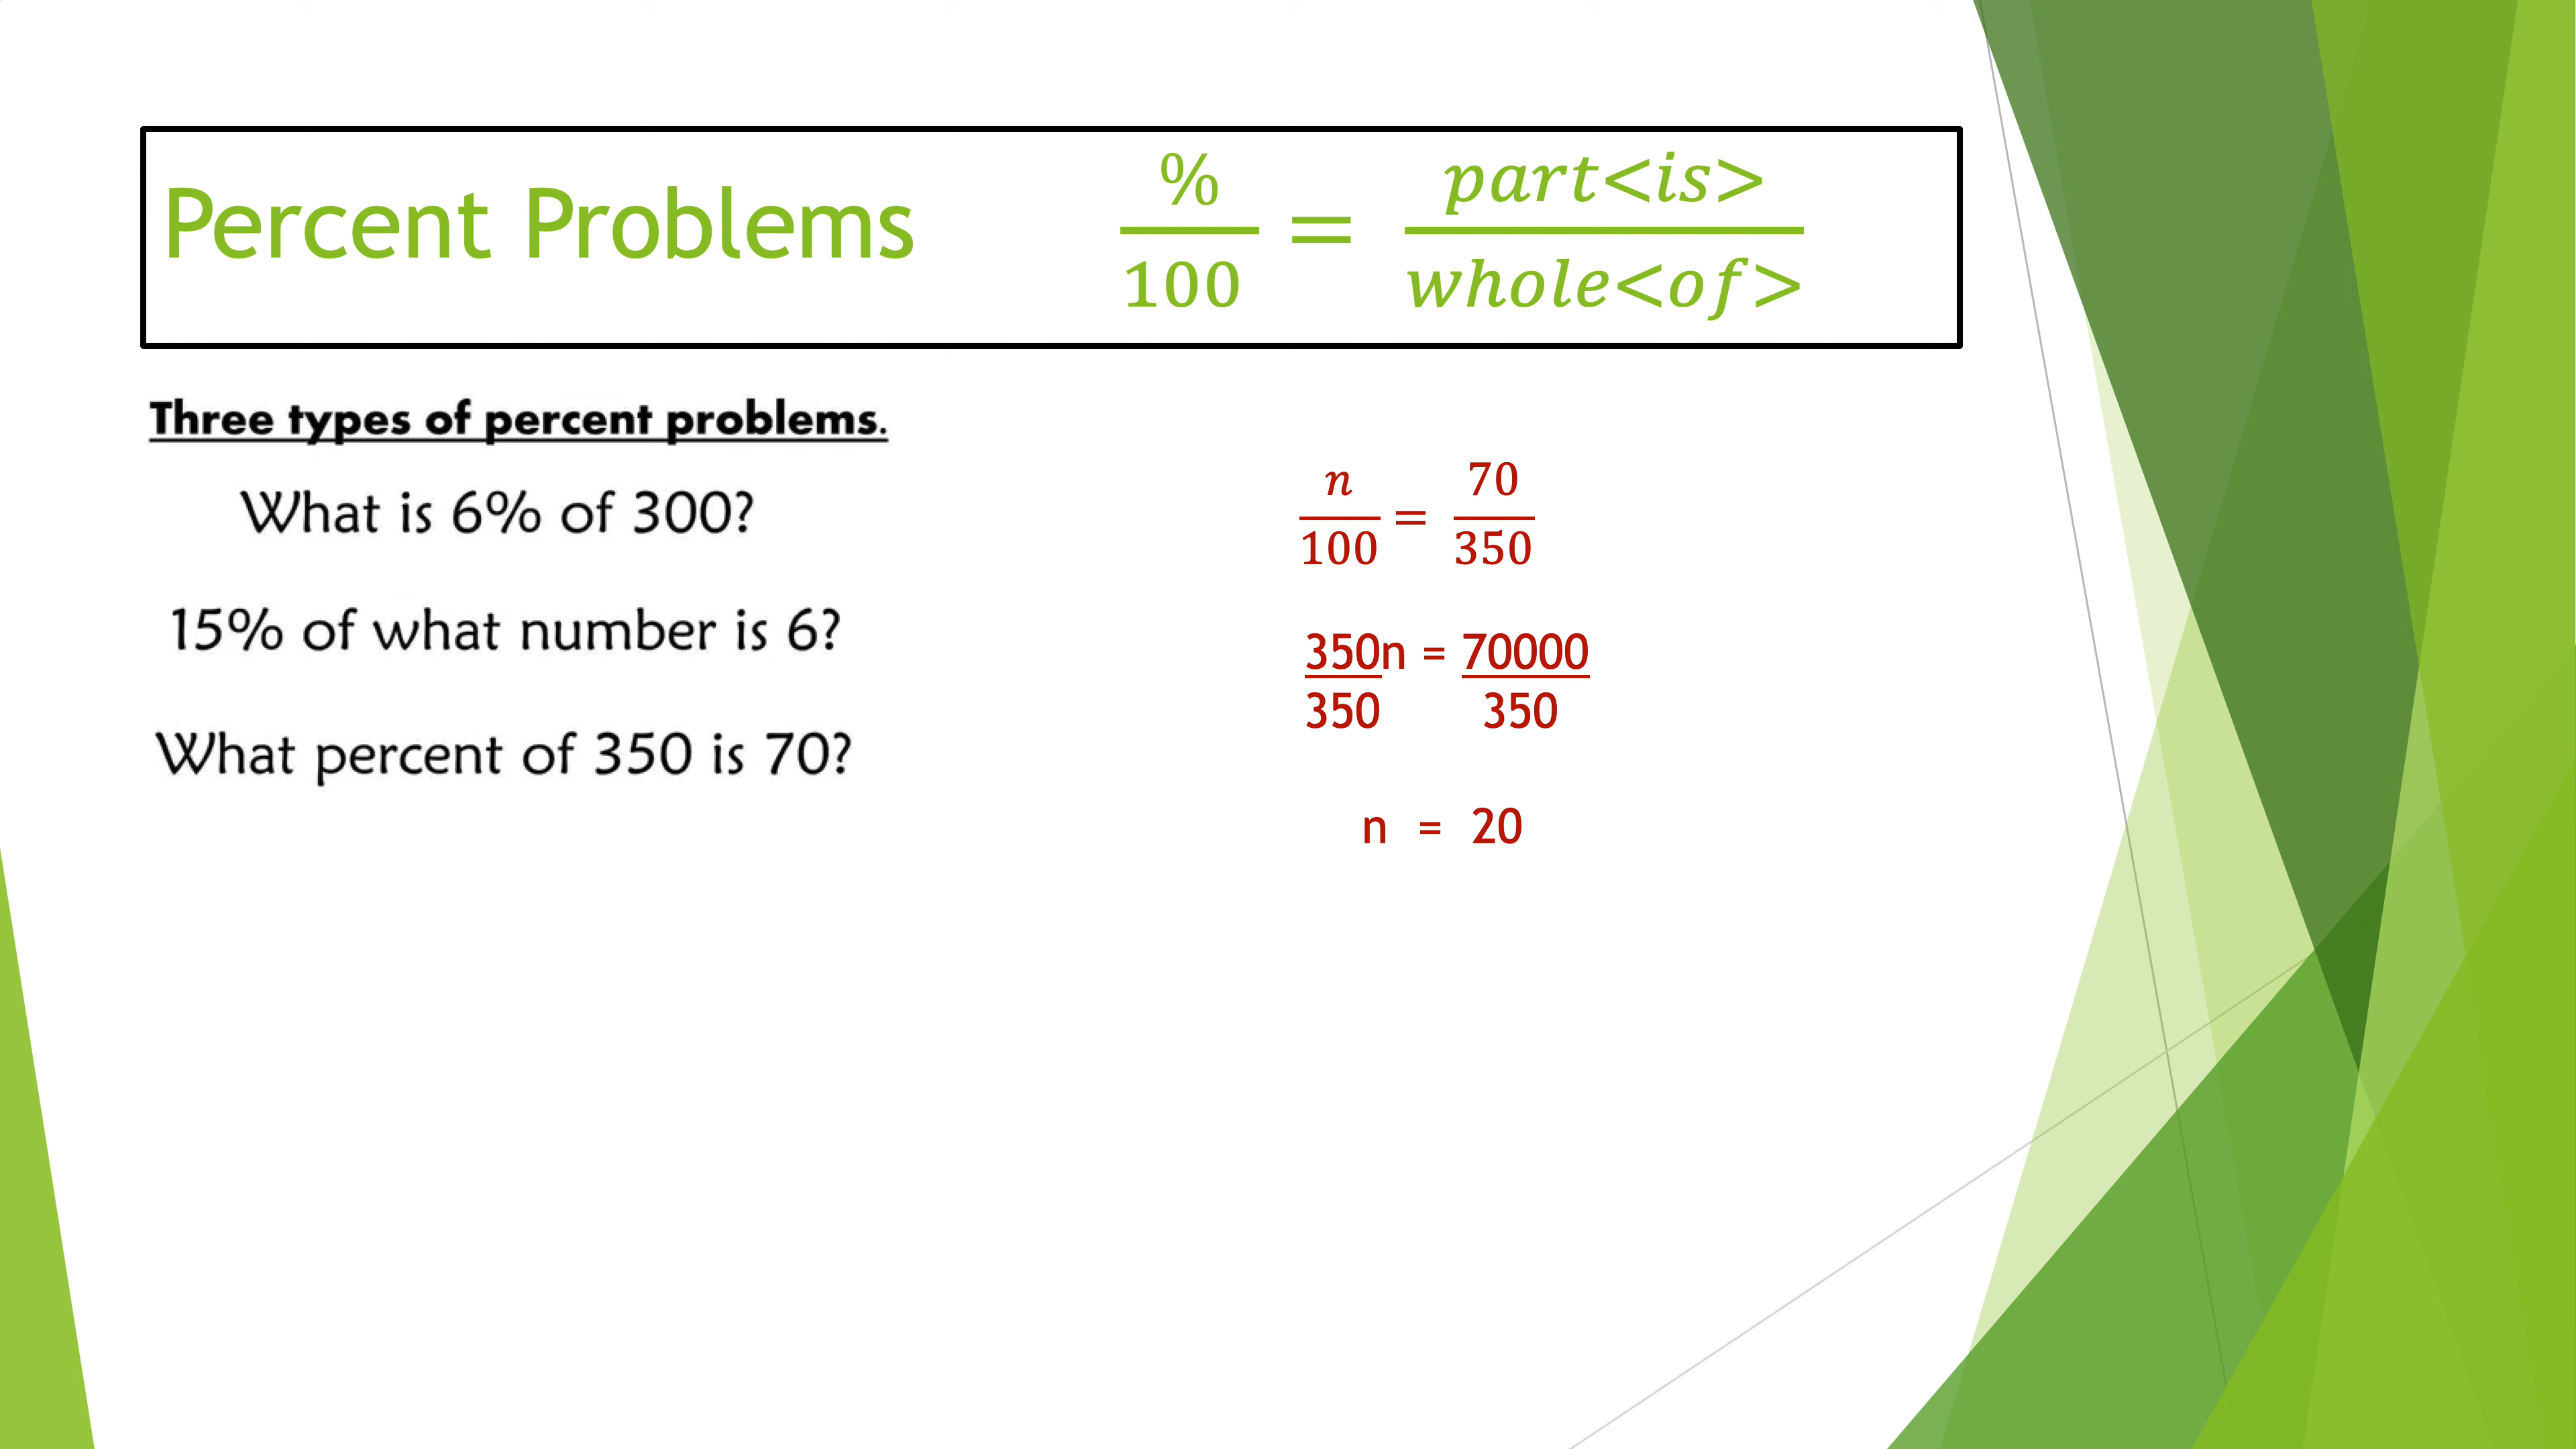 Percent Problems
%/100 = part<is>/whole<of>
Three types of percent problems.
What is 6% of 300?
15% of what number is 6?
What percent of 350 is 70?
n/100 = 70/350
350n = 70000
350 350
n = 20